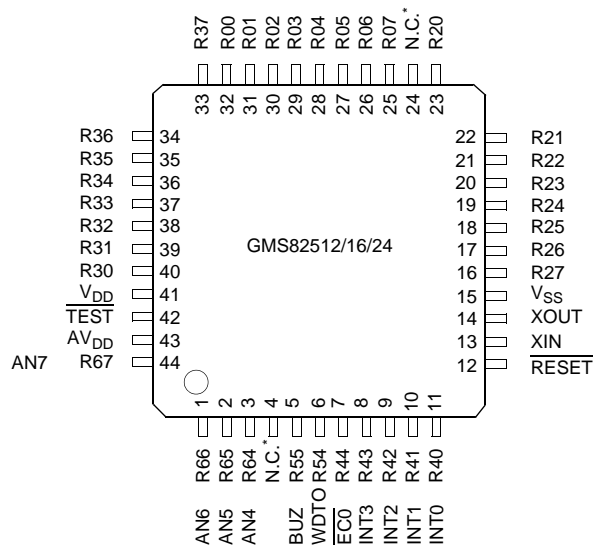 R37 R00 R01 R02 R03 R04 R05 R06 R07 N.C.* R20
33 32 31 30 29 28 27 26 25 24 23
R36 34
R35 35
R34 36
R33 37
R32 38
R31 39
R30 40
VDD 41
TEST 42
AVDD 43
AN7 R67 44
GMS82512/16/24
22 R21
21 R22
20 R23
19 R24
18 R25
17 R26
16 R27
15 VSS
14 XOUT
13 XIN
12 RESET
1 2 3 4 5 6 7 8 9 10 11
R66 R65 R64 N.C.* R55 R54 R44 R43 R42 R41 R40
AN6 AN5 AN4 BUZ WDTO EC0 INT3 INT2 INT1 INT0